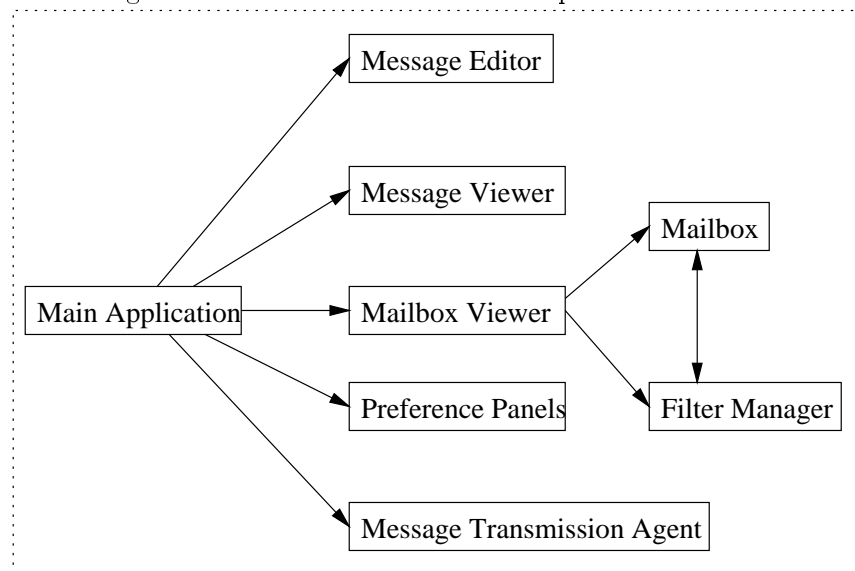 Message Editor
Message Viewer
Mailbox
Main Application
Mailbox Viewer
Preference Panels
Filter Manager
Message Transmission Agent